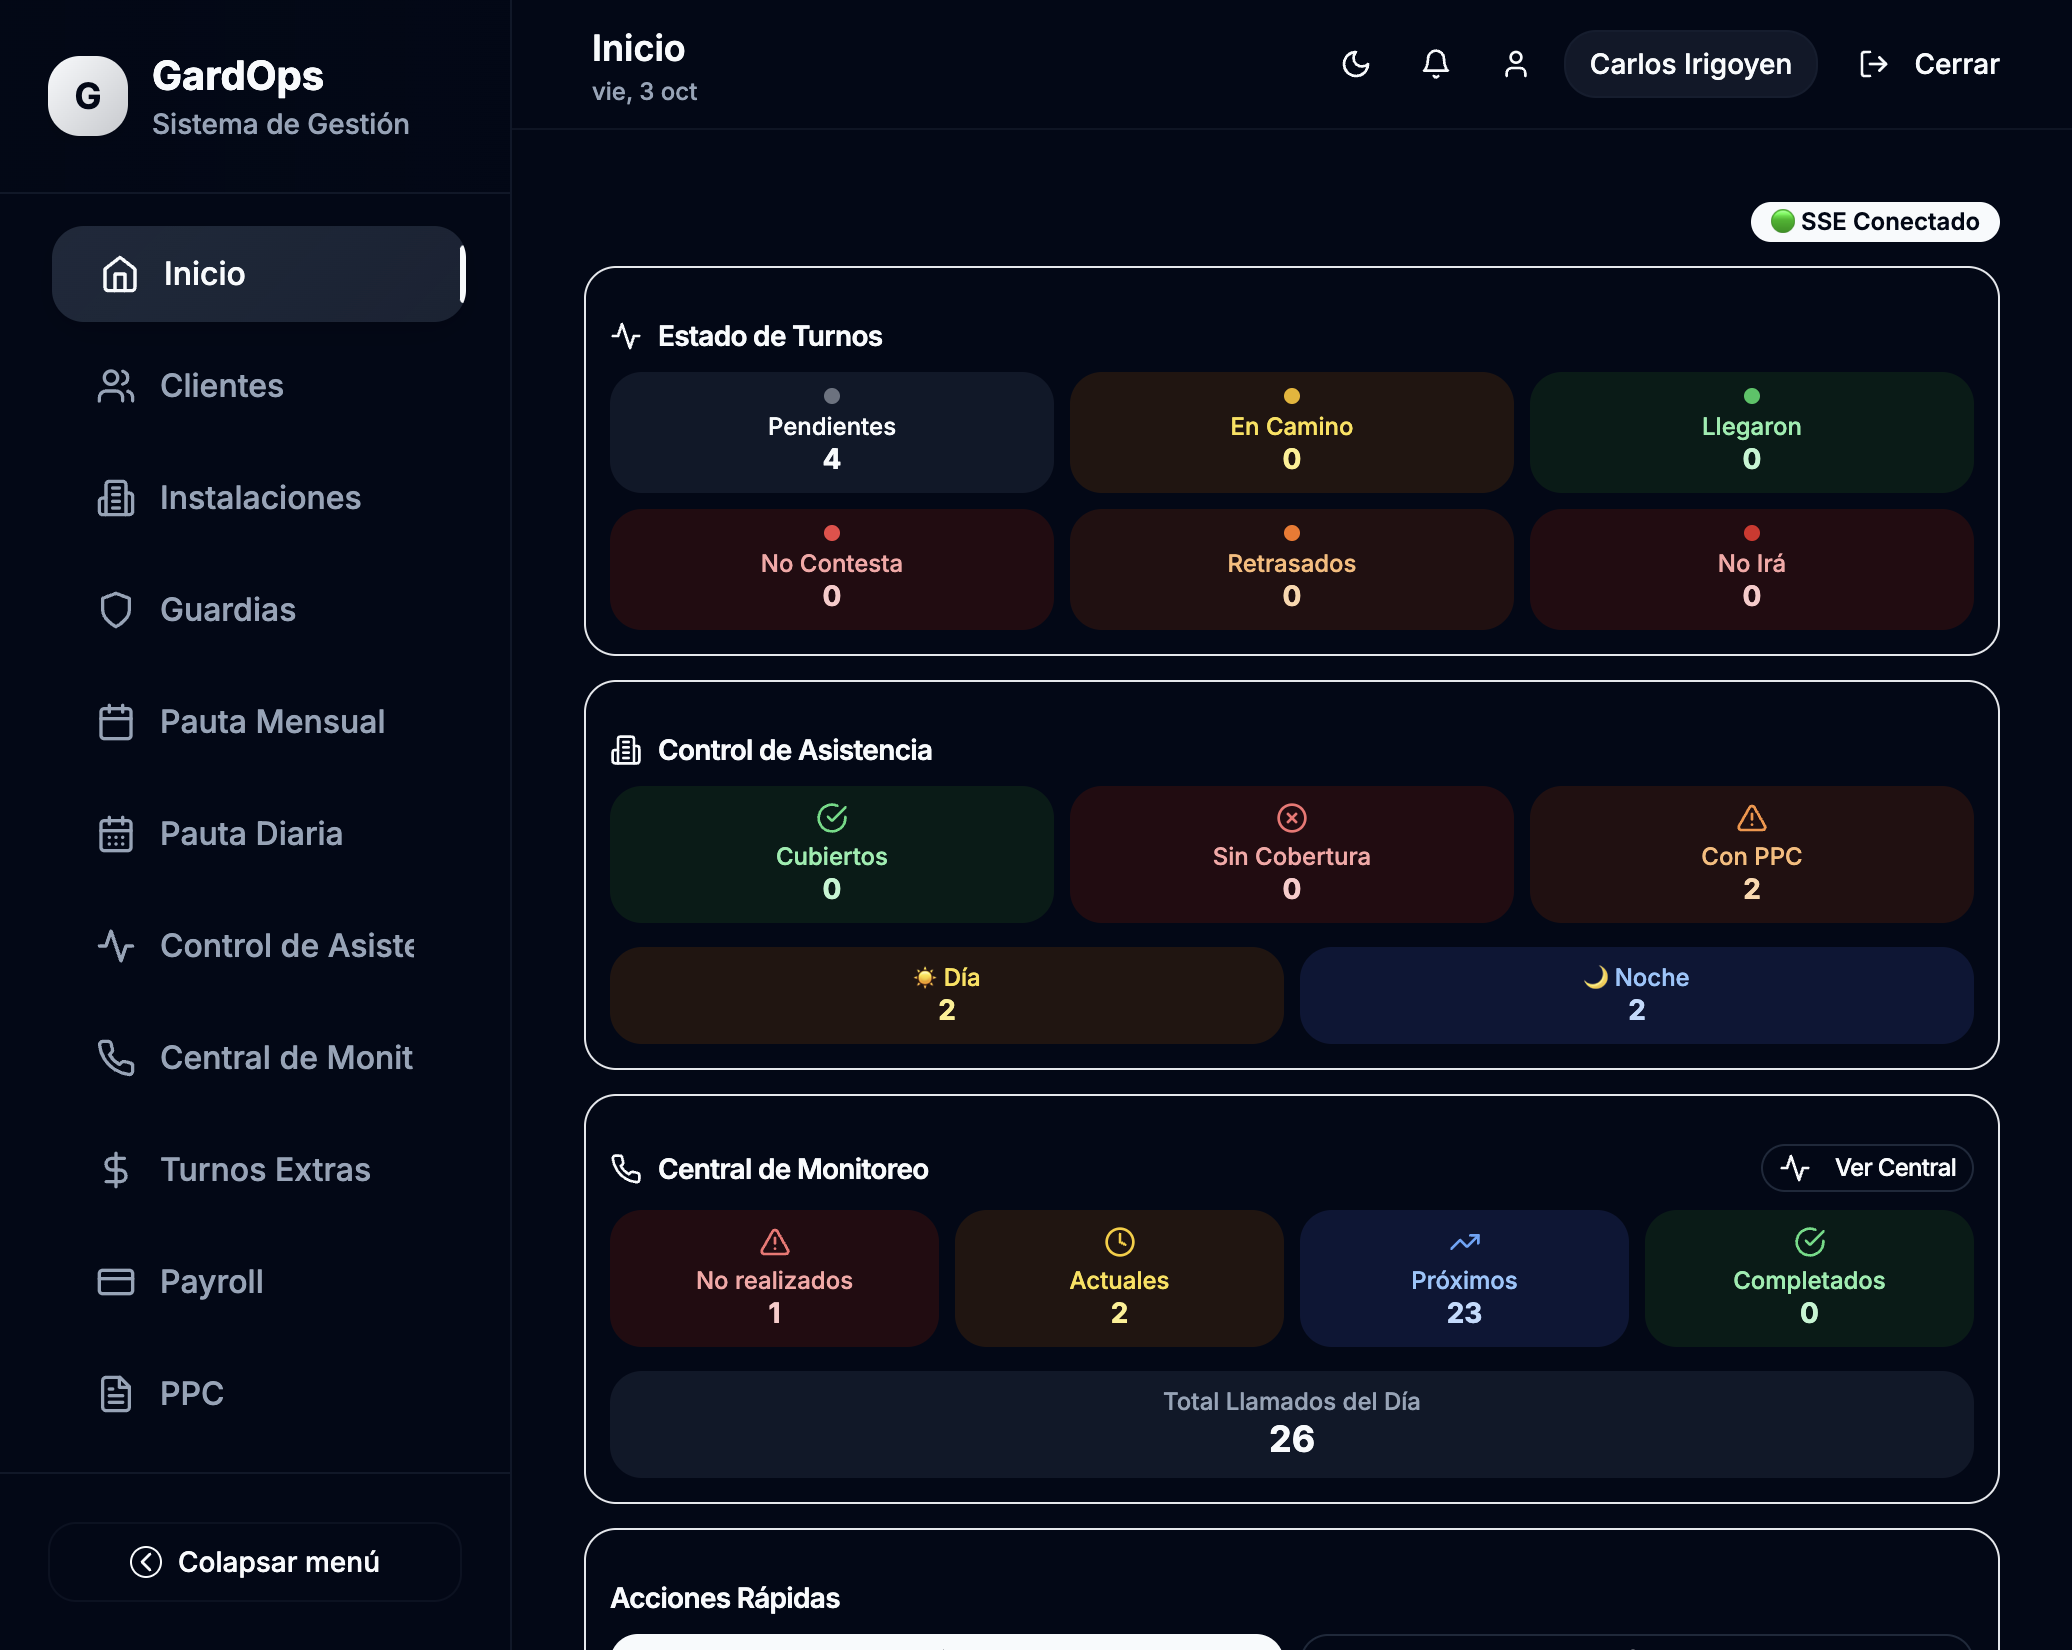 G
GardOps
Sistema de Gestión
Inicio
Clientes
Instalaciones
Guardias
Pauta Mensual
Pauta Diaria
Control de Asiste
Central de Monit
Turnos Extras
Payroll
PPC
Colapsar menú
Inicio
vie, 3 oct
Carlos Irigoyen
Cerrar
SSE Conectado
Estado de Turnos
Pendientes
4
En Camino
0
Llegaron
0
No Contesta
0
Retrasados
0
No Irá
0
Control de Asistencia
Cubiertos
0
Sin Cobertura
0
Con PPC
2
Día
2
Noche
2
Central de Monitoreo
Ver Central
No realizados
1
Actuales
2
Próximos
23
Completados
0
Total Llamados del Día
26
Acciones Rápidas